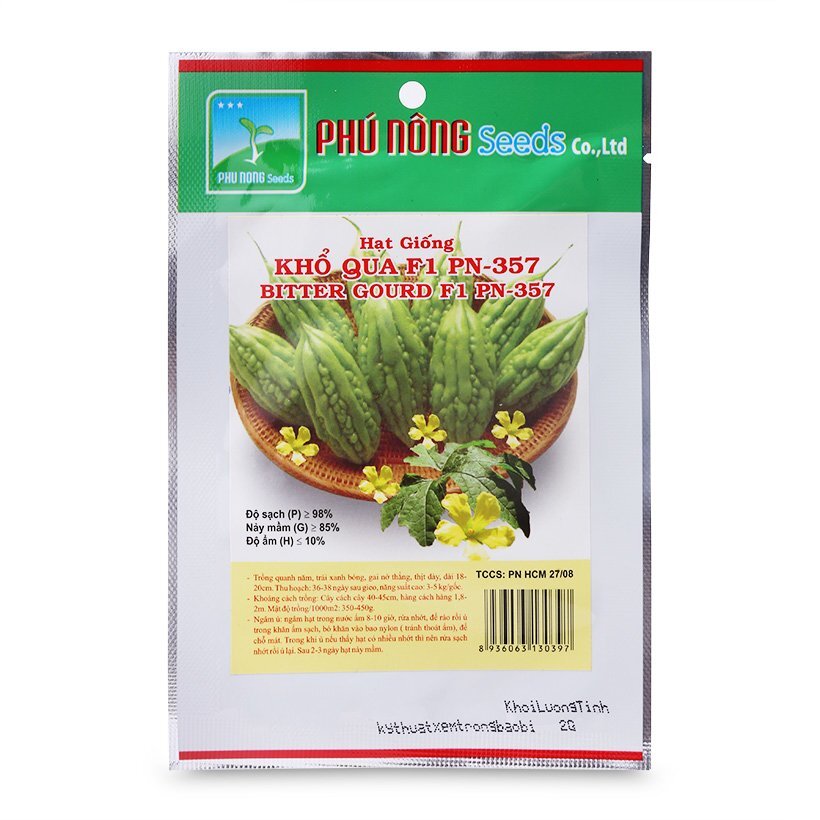 PHÚ NÔNG Seeds Co.,Ltd
PHU NONG Seeds
Hạt Giống
KHỔ QUA F1 PN-357
BITTER GOURD F1 PN-357
Độ sạch (P) ≥ 98%
Nảy mầm (G) ≥ 85%
Độ ẩm (H) ≤ 10%
- Trồng quanh năm, trái xanh bóng, gai nở thẳng, thịt dày, dài 18-
20cm. Thu hoạch: 36-38 ngày sau gieo, năng suất cao: 3-5 kg/gốc.
- Khoảng cách trồng: Cây cách cây 40-45cm, hàng cách hàng 1,8-
2m. Mật độ trồng/1000m2: 350-450g.
- Ngâm ủ: ngâm hạt trong nước ấm 8-10 giờ, rửa nhớt, để ráo rồi ủ
trong khăn ẩm sạch, bỏ khăn vào bao nylon ( tránh thoát ẩm), để
chỗ mát. Trong khi ủ nếu thấy hạt có nhiều nhớt thì nên rửa sạch
nhớt rồi ủ lại. Sau 2-3 ngày hạt nảy mầm.
TCCS: PN HCM 27/08
8 936063 130397
KhoiLuongTinh
kythuatxemtrongbaobi 2G